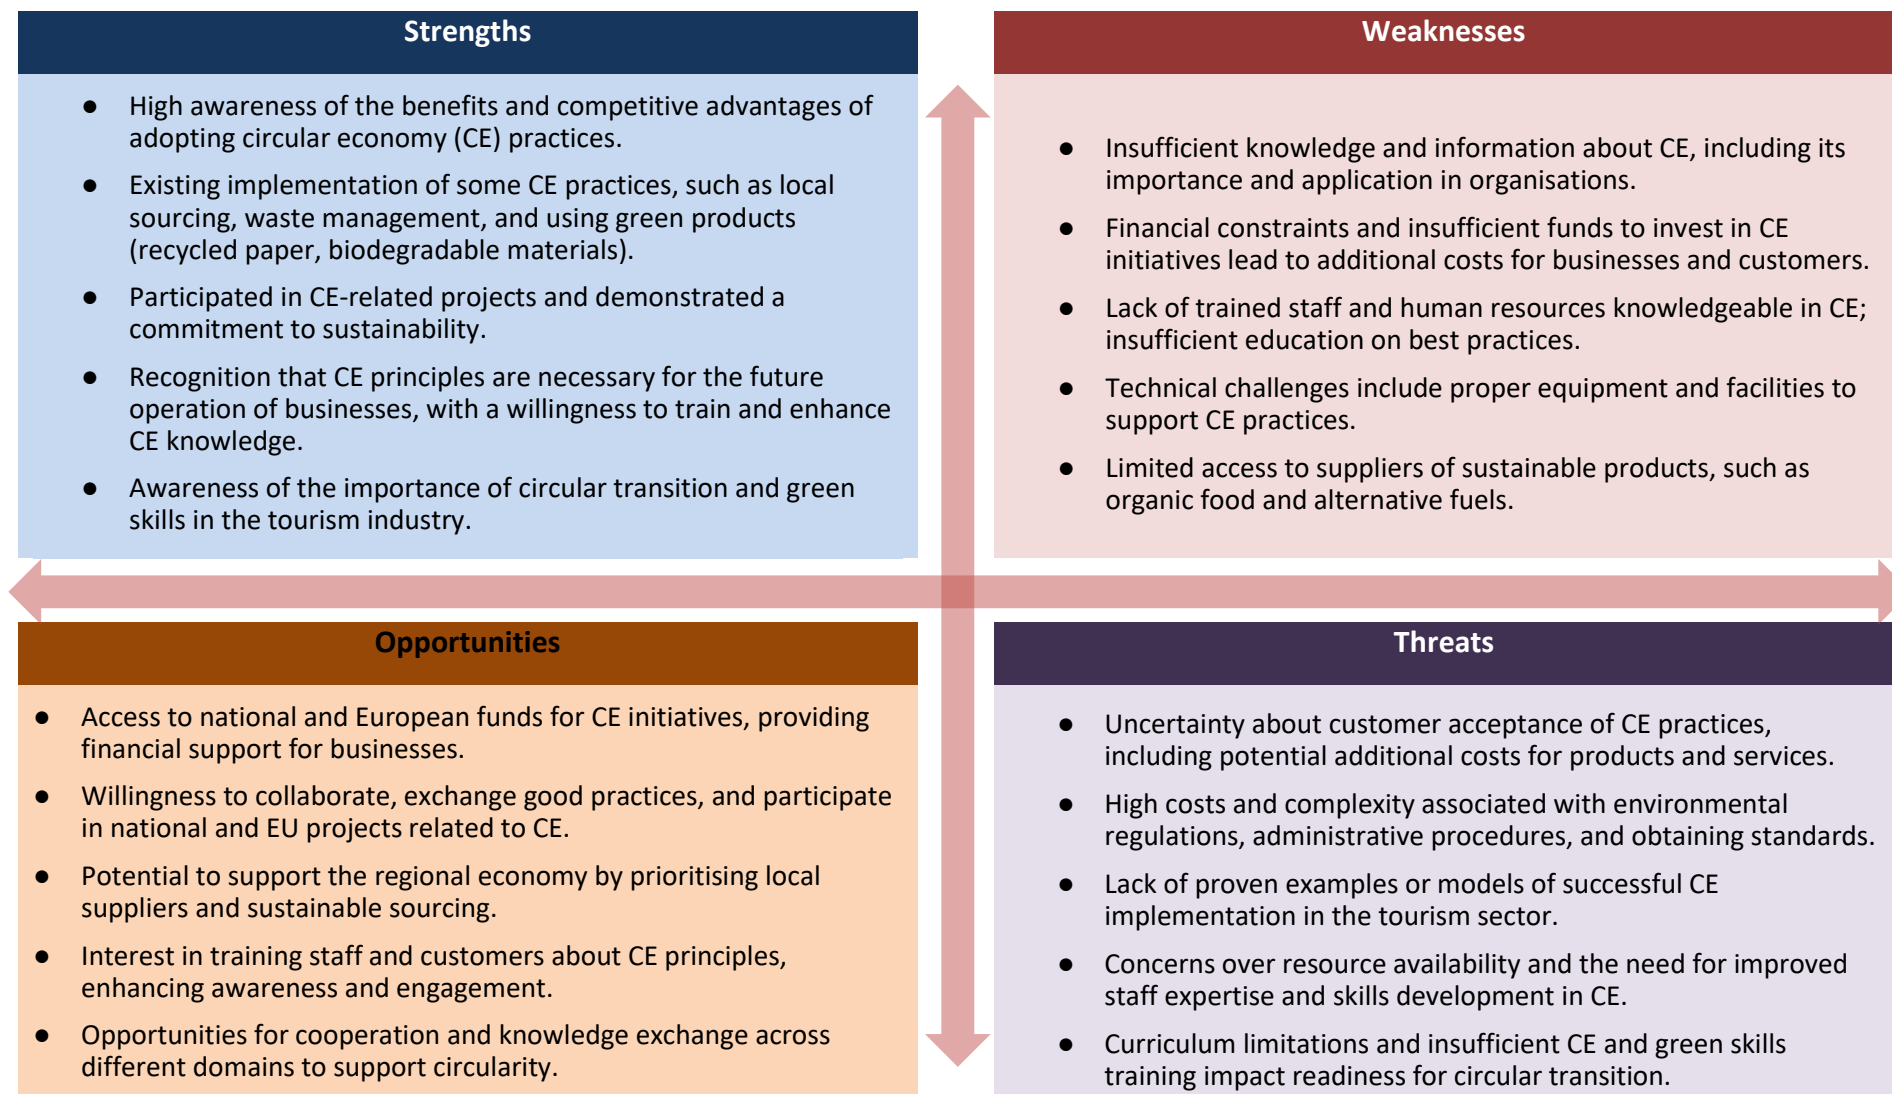 Strengths
● High awareness of the benefits and competitive advantages of
adopting circular economy (CE) practices.
● Existing implementation of some CE practices, such as local
sourcing, waste management, and using green products
(recycled paper, biodegradable materials).
● Participated in CE-related projects and demonstrated a
commitment to sustainability.
● Recognition that CE principles are necessary for the future
operation of businesses, with a willingness to train and enhance
CE knowledge.
● Awareness of the importance of circular transition and green
skills in the tourism industry.
Weaknesses
● Insufficient knowledge and information about CE, including its
importance and application in organisations.
● Financial constraints and insufficient funds to invest in CE
initiatives lead to additional costs for businesses and customers.
● Lack of trained staff and human resources knowledgeable in CE;
insufficient education on best practices.
● Technical challenges include proper equipment and facilities to
support CE practices.
● Limited access to suppliers of sustainable products, such as
organic food and alternative fuels.
Opportunities
● Access to national and European funds for CE initiatives, providing
financial support for businesses.
● Willingness to collaborate, exchange good practices, and participate
in national and EU projects related to CE.
● Potential to support the regional economy by prioritising local
suppliers and sustainable sourcing.
● Interest in training staff and customers about CE principles,
enhancing awareness and engagement.
● Opportunities for cooperation and knowledge exchange across
different domains to support circularity.
Threats
● Uncertainty about customer acceptance of CE practices,
including potential additional costs for products and services.
● High costs and complexity associated with environmental
regulations, administrative procedures, and obtaining standards.
● Lack of proven examples or models of successful CE
implementation in the tourism sector.
● Concerns over resource availability and the need for improved
staff expertise and skills development in CE.
● Curriculum limitations and insufficient CE and green skills
training impact readiness for circular transition.